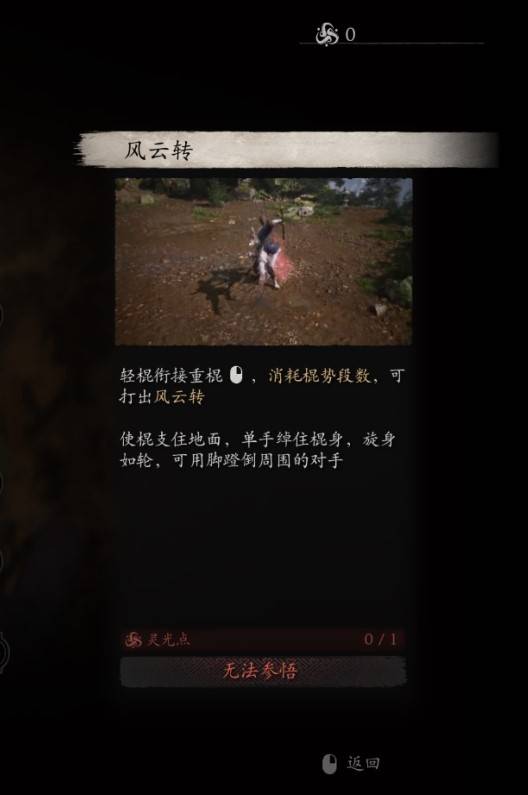 0
风云转
轻棍衔接重棍 ，消耗棍势段数，可
打出风云转
使棍支住地面，单手绰住棍身，旋身
如轮，可用脚蹬倒周围的对手
灵光点 0/1
无法参悟
返回